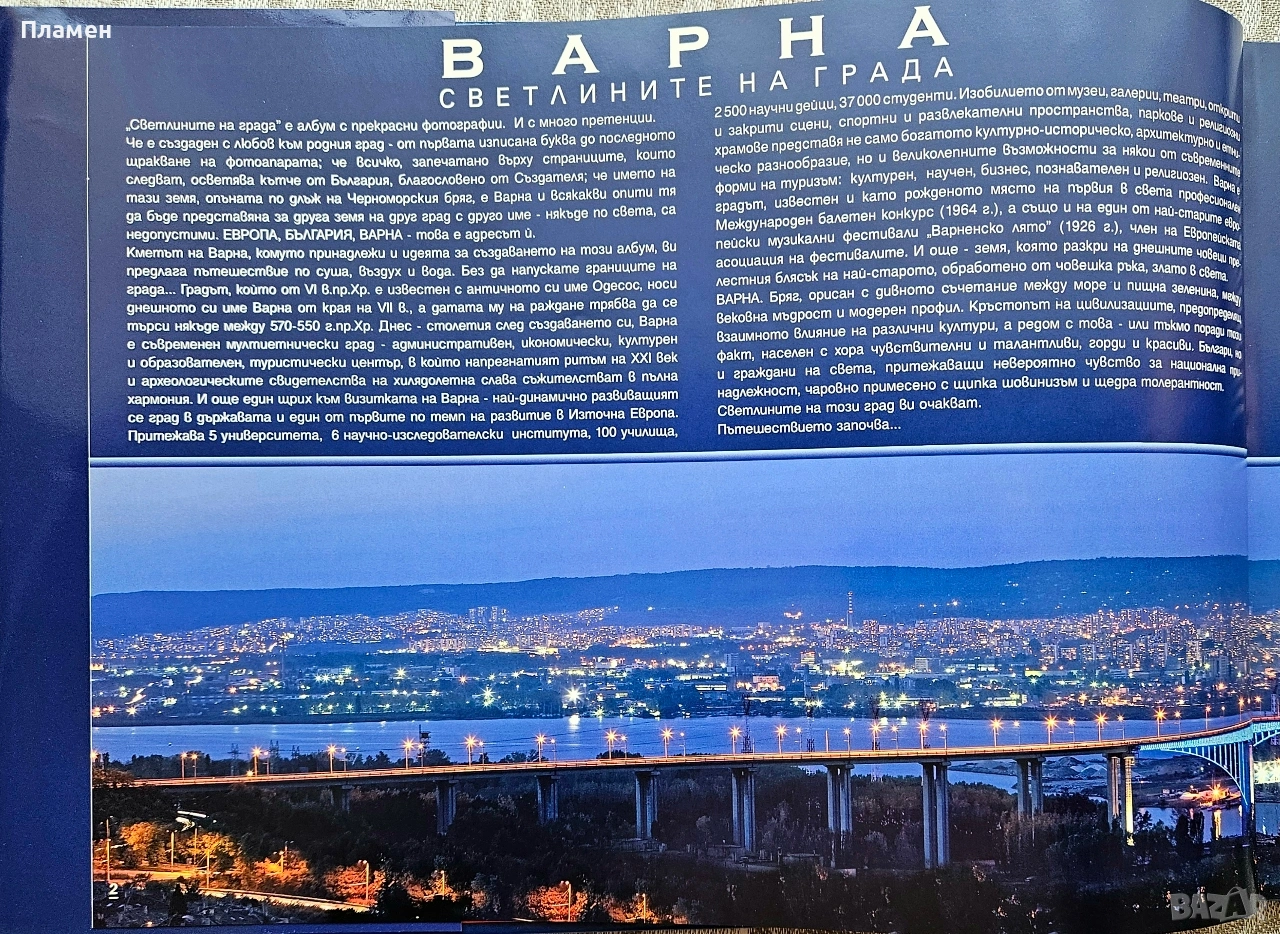 Пламен
ВАРНА
СВЕТЛИНИТЕ НА ГРАДА
„Светлините на града" е албум с прекрасни фотографии. И с много претенции.
Че е създаден с любов към родния град - от първата изписана буква до последното
щракване на фотоапарата; че всичко, запечатано върху страниците, които
следват, осветява кътче от България, благословено от Създателя; че името на
тази земя, опъната по длъж на Черноморския бряг, е Варна и всякакви опити тя
да бъде представяна за друга земя на друг град с друго име - някъде по света, са
недопустими. ЕВРОПА, БЪЛГАРИЯ, ВАРНА - това е адресът ѝ.
Кметът на Варна, комуто принадлежи и идеята за създаването на този албум, ви
предлага пътешествие по суша, въздух и вода. Без да напускате границите на
града... Градът, който от VI в.пр.Хр. е известен с античното си име Одесос, носи
днешното си име Варна от края на VII в., а датата му на раждане трябва да се
търси някъде между 570-550 г.пр.Хр. Днес - столетия след създаването си, Варна
е съвременен мултиетнически град - административен, икономически, културен
и образователен, туристически център, в който напрегнатият ритъм на XXI век
и археологическите свидетелства на хилядолетна слава съжителстват в пълна
хармония. И още един щрих към визитката на Варна - най-динамично развиващият
се град в държавата и един от първите по темп на развитие в Източна Европа.
Притежава 5 университета, 6 научно-изследователски института, 100 училища,
2 500 научни дейци, 37 000 студенти. Изобилието от музеи, галерии, театри, открити
и закрити сцени, спортни и развлекателни пространства, паркове и религиозни
храмове представя не само богатото културно-историческо, архитектурно и етни-
ческо разнообразие, но и великолепните възможности за някои от съвременните
форми на туризъм: културен, научен, бизнес, познавателен и религиозен. Варна е
градът, известен и като рожденото място на първия в света професионален
Международен балетен конкурс (1964 г.), а също и на един от най-старите евро-
пейски музикални фестивали „Варненско лято" (1926 г.), член на Европейската
асоциация на фестивалите. И още - земя, която разкри на днешните човеци пре-
лестния блясък на най-старото, обработено от човешка ръка, злато в света.
ВАРНА. Бряг, орисан с дивното съчетание между море и пищна зеленина, между
вековна мъдрост и модерен профил. Кръстопът на цивилизациите, предопределящ
взаимното влияние на различни култури, а редом с това - или тъкмо поради този
факт, населен с хора чувствителни и талантливи, горди и красиви. Българи, но
и граждани на света, притежаващи невероятно чувство за национална при-
надлежност, чаровно примесено с щипка шовинизъм и щедра толерантност.
Светлините на този град ви очакват.
Пътешествието започва...
2
BAZAR